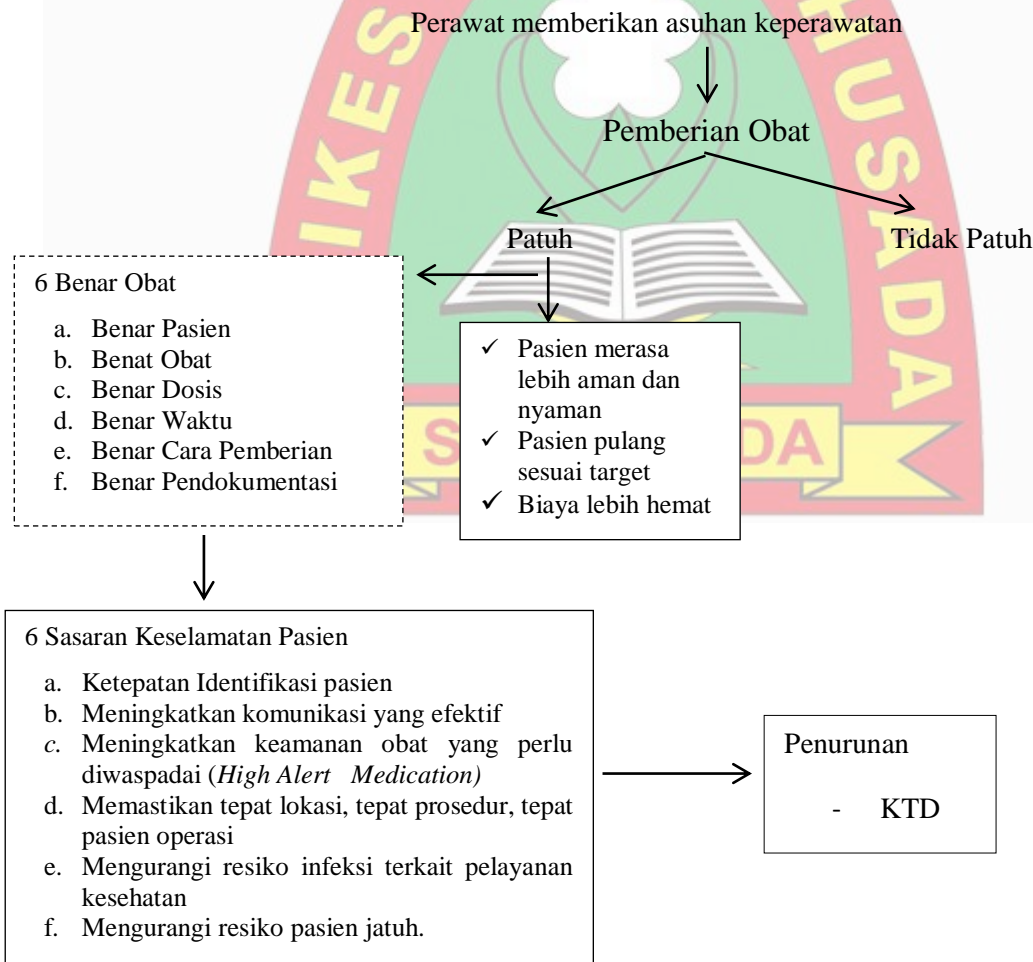 Perawat memberikan asuhan keperawatan
Pemberian Obat
Patuh
Tidak Patuh
6 Benar Obat
a. Benar Pasien
b. Benat Obat
c. Benar Dosis
d. Benar Waktu
e. Benar Cara Pemberian
f. Benar Pendokumentasi
✓ Pasien merasa
lebih aman dan
nyaman
✓ Pasien pulang
sesuai target
✓ Biaya lebih hemat
6 Sasaran Keselamatan Pasien
a. Ketepatan Identifikasi pasien
b. Meningkatkan komunikasi yang efektif
c. Meningkatkan keamanan obat yang perlu
diwaspadai (High Alert Medication)
d. Memastikan tepat lokasi, tepat prosedur, tepat
pasien operasi
e. Mengurangi resiko infeksi terkait pelayanan
kesehatan
f. Mengurangi resiko pasien jatuh.
Penurunan
- KTD
IKES
HUSADA